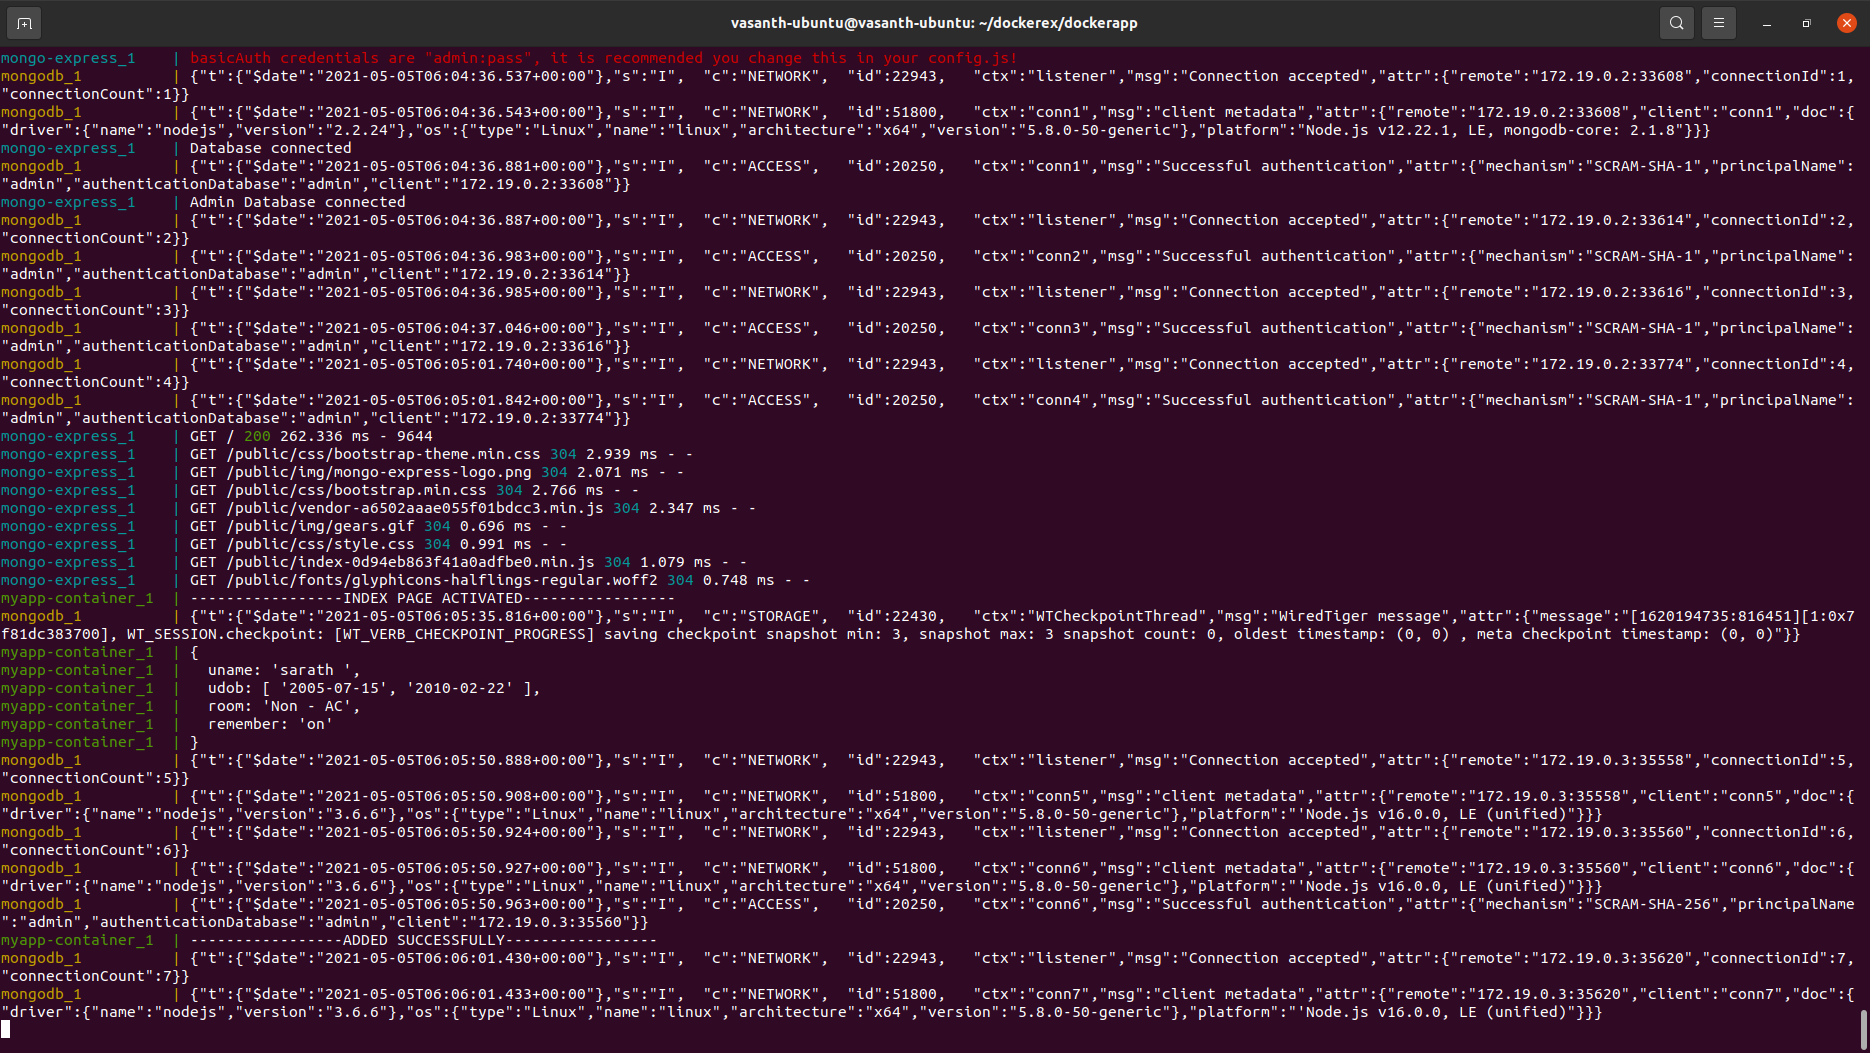 vasanth-ubuntu@vasanth-ubuntu: ~/dockerex/dockerapp
mongo-express_1    | basicAuth credentials are "admin:pass", it is recommended you change this in your config.js!
mongodb_1          | {"t":{"$date":"2021-05-05T06:04:36.537+00:00"},"s":"I",  "c":"NETWORK",  "id":22943,   "ctx":"listener","msg":"Connection accepted","attr":{"remote":"172.19.0.2:33608","connectionId":1,
"connectionCount":1}}
mongodb_1          | {"t":{"$date":"2021-05-05T06:04:36.543+00:00"},"s":"I",  "c":"NETWORK",  "id":51800,   "ctx":"conn1","msg":"client metadata","attr":{"remote":"172.19.0.2:33608","client":"conn1","doc":{
"driver":{"name":"nodejs","version":"2.2.24"},"os":{"type":"Linux","name":"linux","architecture":"x64","version":"5.8.0-50-generic"},"platform":"Node.js v12.22.1, LE, mongodb-core: 2.1.8"}}}
mongo-express_1    | Database connected
mongodb_1          | {"t":{"$date":"2021-05-05T06:04:36.881+00:00"},"s":"I",  "c":"ACCESS",   "id":20250,   "ctx":"conn1","msg":"Successful authentication","attr":{"mechanism":"SCRAM-SHA-1","principalName":
"admin","authenticationDatabase":"admin","client":"172.19.0.2:33608"}}
mongo-express_1    | Admin Database connected
mongodb_1          | {"t":{"$date":"2021-05-05T06:04:36.887+00:00"},"s":"I",  "c":"NETWORK",  "id":22943,   "ctx":"listener","msg":"Connection accepted","attr":{"remote":"172.19.0.2:33614","connectionId":2,
"connectionCount":2}}
mongodb_1          | {"t":{"$date":"2021-05-05T06:04:36.983+00:00"},"s":"I",  "c":"ACCESS",   "id":20250,   "ctx":"conn2","msg":"Successful authentication","attr":{"mechanism":"SCRAM-SHA-1","principalName":
"admin","authenticationDatabase":"admin","client":"172.19.0.2:33614"}}
mongodb_1          | {"t":{"$date":"2021-05-05T06:04:36.985+00:00"},"s":"I",  "c":"NETWORK",  "id":22943,   "ctx":"listener","msg":"Connection accepted","attr":{"remote":"172.19.0.2:33616","connectionId":3,
"connectionCount":3}}
mongodb_1          | {"t":{"$date":"2021-05-05T06:04:37.046+00:00"},"s":"I",  "c":"ACCESS",   "id":20250,   "ctx":"conn3","msg":"Successful authentication","attr":{"mechanism":"SCRAM-SHA-1","principalName":
"admin","authenticationDatabase":"admin","client":"172.19.0.2:33616"}}
mongodb_1          | {"t":{"$date":"2021-05-05T06:05:01.740+00:00"},"s":"I",  "c":"NETWORK",  "id":22943,   "ctx":"listener","msg":"Connection accepted","attr":{"remote":"172.19.0.2:33774","connectionId":4,
"connectionCount":4}}
mongodb_1          | {"t":{"$date":"2021-05-05T06:05:01.842+00:00"},"s":"I",  "c":"ACCESS",   "id":20250,   "ctx":"conn4","msg":"Successful authentication","attr":{"mechanism":"SCRAM-SHA-1","principalName":
"admin","authenticationDatabase":"admin","client":"172.19.0.2:33774"}}
mongo-express_1    | GET / 200 262.336 ms - 9644
mongo-express_1    | GET /public/css/bootstrap-theme.min.css 304 2.939 ms - -
mongo-express_1    | GET /public/img/mongo-express-logo.png 304 2.071 ms - -
mongo-express_1    | GET /public/css/bootstrap.min.css 304 2.766 ms - -
mongo-express_1    | GET /public/vendor-a6502aaae055f01bdcc3.min.js 304 2.347 ms - -
mongo-express_1    | GET /public/img/gears.gif 304 0.696 ms - -
mongo-express_1    | GET /public/css/style.css 304 0.991 ms - -
mongo-express_1    | GET /public/index-0d94eb863f41a0adfbe0.min.js 304 1.079 ms - -
mongo-express_1    | GET /public/fonts/glyphicons-halflings-regular.woff2 304 0.748 ms - -
myapp-container_1  | -----------------INDEX PAGE ACTIVATED-----------------
mongodb_1          | {"t":{"$date":"2021-05-05T06:05:35.816+00:00"},"s":"I",  "c":"STORAGE",  "id":22430,   "ctx":"WTCheckpointThread","msg":"WiredTiger message","attr":{"message":"[1620194735:816451][1:0x7
f81dc383700], WT_SESSION.checkpoint: [WT_VERB_CHECKPOINT_PROGRESS] saving checkpoint snapshot min: 3, snapshot max: 3 snapshot count: 0, oldest timestamp: (0, 0) , meta checkpoint timestamp: (0, 0)"}}
myapp-container_1  | {
myapp-container_1  |   uname: 'sarath ',
myapp-container_1  |   udob: [ '2005-07-15', '2010-02-22' ],
myapp-container_1  |   room: 'Non - AC',
myapp-container_1  |   remember: 'on'
myapp-container_1  | }
mongodb_1          | {"t":{"$date":"2021-05-05T06:05:50.888+00:00"},"s":"I",  "c":"NETWORK",  "id":22943,   "ctx":"listener","msg":"Connection accepted","attr":{"remote":"172.19.0.3:35558","connectionId":5,
"connectionCount":5}}
mongodb_1          | {"t":{"$date":"2021-05-05T06:05:50.908+00:00"},"s":"I",  "c":"NETWORK",  "id":51800,   "ctx":"conn5","msg":"client metadata","attr":{"remote":"172.19.0.3:35558","client":"conn5","doc":{
"driver":{"name":"nodejs","version":"3.6.6"},"os":{"type":"Linux","name":"linux","architecture":"x64","version":"5.8.0-50-generic"},"platform":"'Node.js v16.0.0, LE (unified)"}}}
mongodb_1          | {"t":{"$date":"2021-05-05T06:05:50.924+00:00"},"s":"I",  "c":"NETWORK",  "id":22943,   "ctx":"listener","msg":"Connection accepted","attr":{"remote":"172.19.0.3:35560","connectionId":6,
"connectionCount":6}}
mongodb_1          | {"t":{"$date":"2021-05-05T06:05:50.927+00:00"},"s":"I",  "c":"NETWORK",  "id":51800,   "ctx":"conn6","msg":"client metadata","attr":{"remote":"172.19.0.3:35560","client":"conn6","doc":{
"driver":{"name":"nodejs","version":"3.6.6"},"os":{"type":"Linux","name":"linux","architecture":"x64","version":"5.8.0-50-generic"},"platform":"'Node.js v16.0.0, LE (unified)"}}}
mongodb_1          | {"t":{"$date":"2021-05-05T06:05:50.963+00:00"},"s":"I",  "c":"ACCESS",   "id":20250,   "ctx":"conn6","msg":"Successful authentication","attr":{"mechanism":"SCRAM-SHA-256","principalName
":"admin","authenticationDatabase":"admin","client":"172.19.0.3:35560"}}
myapp-container_1  | -----------------ADDED SUCCESSFULLY-----------------
mongodb_1          | {"t":{"$date":"2021-05-05T06:06:01.430+00:00"},"s":"I",  "c":"NETWORK",  "id":22943,   "ctx":"listener","msg":"Connection accepted","attr":{"remote":"172.19.0.3:35620","connectionId":7,
"connectionCount":7}}
mongodb_1          | {"t":{"$date":"2021-05-05T06:06:01.433+00:00"},"s":"I",  "c":"NETWORK",  "id":51800,   "ctx":"conn7","msg":"client metadata","attr":{"remote":"172.19.0.3:35620","client":"conn7","doc":{
"driver":{"name":"nodejs","version":"3.6.6"},"os":{"type":"Linux","name":"linux","architecture":"x64","version":"5.8.0-50-generic"},"platform":"'Node.js v16.0.0, LE (unified)"}}}